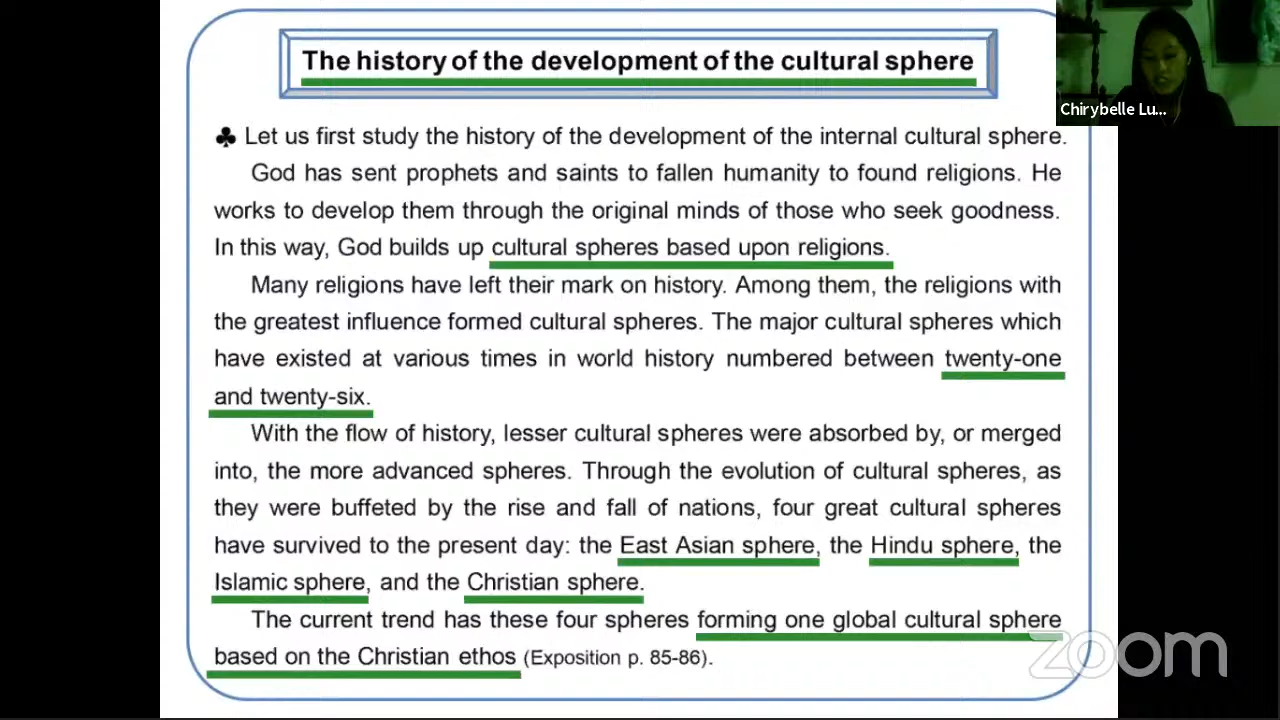 The history of the development of the cultural sphere
Chirybelle Lu...
♣ Let us first study the history of the development of the internal cultural sphere.
God has sent prophets and saints to fallen humanity to found religions. He
works to develop them through the original minds of those who seek goodness.
In this way, God builds up cultural spheres based upon religions.
Many religions have left their mark on history. Among them, the religions with
the greatest influence formed cultural spheres. The major cultural spheres which
have existed at various times in world history numbered between twenty-one
and twenty-six.
With the flow of history, lesser cultural spheres were absorbed by, or merged
into, the more advanced spheres. Through the evolution of cultural spheres, as
they were buffeted by the rise and fall of nations, four great cultural spheres
have survived to the present day: the East Asian sphere, the Hindu sphere, the
Islamic sphere, and the Christian sphere.
The current trend has these four spheres forming one global cultural sphere
based on the Christian ethos (Exposition p. 85-86).
zoom